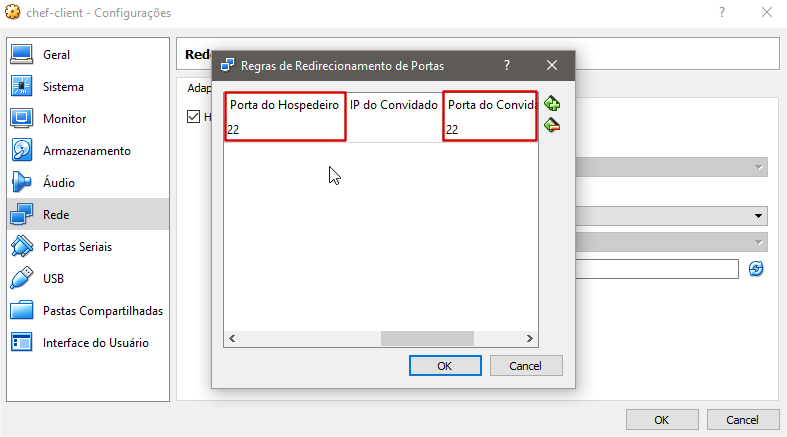 chef-client - Configurações
Geral
Sistema
Monitor
Armazenamento
Áudio
Rede
Portas Seriais
USB
Pastas Compartilhadas
Interface do Usuário
Rede
Adap
H
Regras de Redirecionamento de Portas
Porta do Hospedeiro IP do Convidado Porta do Convida
22 22
OK Cancel
OK Cancel